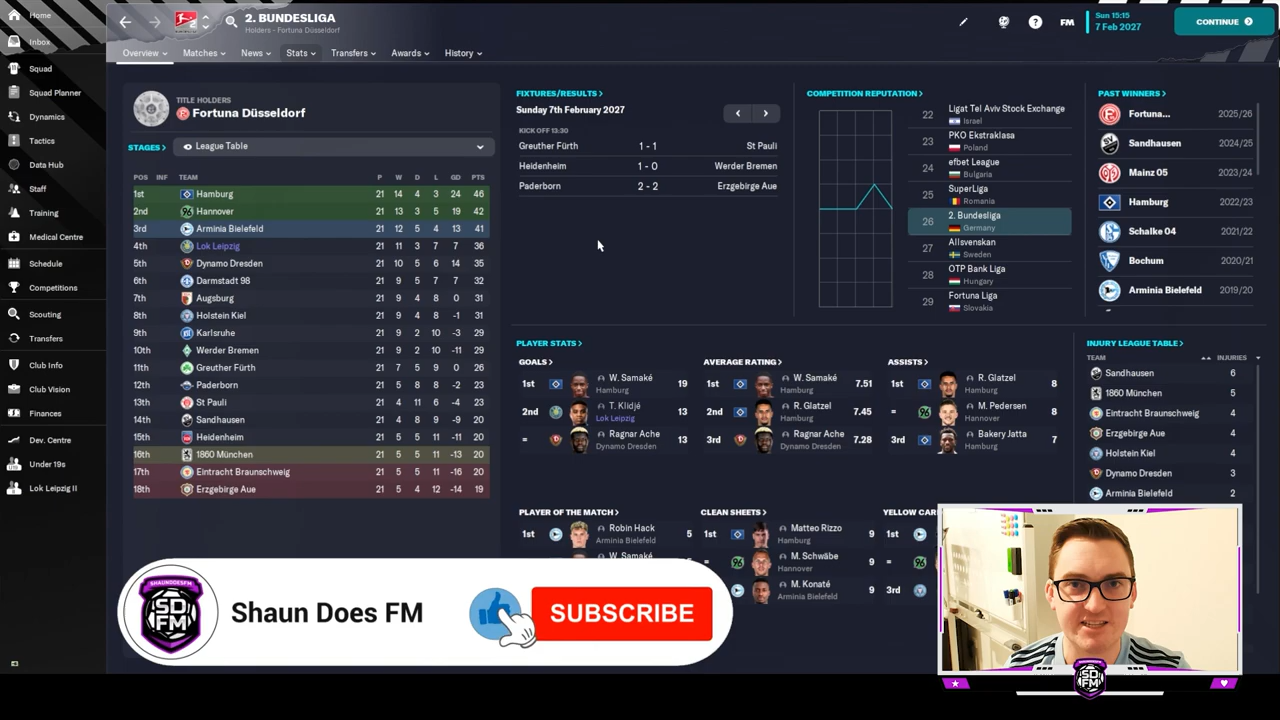 Home
Inbox
Squad
Squad Planner
Dynamics
Tactics
Data Hub
Staff
Training
Medical Centre
Schedule
Competitions
Scouting
Transfers
Club Info
Club Vision
Finances
Dev. Centre
Under 19s
Lok Leipzig II
2. BUNDESLIGA
Holders - Fortuna Düsseldorf
FM
Sun 15:15
7 Feb 2027
CONTINUE
Overview Matches News Stats Transfers Awards History
TITLE HOLDERS
Fortuna Düsseldorf
STAGES > League Table
POS INF TEAM P W D L GD PTS
1st Hamburg 21 14 4 3 24 46
2nd Hannover 21 13 3 5 19 42
3rd Arminia Bielefeld 21 12 5 4 13 41
4th Lok Leipzig 21 11 3 7 7 36
5th Dynamo Dresden 21 10 5 6 14 35
6th Darmstadt 98 21 9 5 7 7 32
7th Augsburg 21 9 4 8 0 31
8th Holstein Kiel 21 9 4 8 -1 31
9th Karlsruhe 21 9 2 10 -3 29
10th Werder Bremen 21 9 2 10 -11 29
11th Greuther Fürth 21 7 5 9 0 26
12th Paderborn 21 5 8 8 -2 23
13th St Pauli 21 4 11 6 -4 23
14th Sandhausen 21 4 8 9 -9 20
15th Heidenheim 21 5 5 11 -11 20
16th 1860 München 21 5 5 11 -13 20
17th Eintracht Braunschweig 21 5 5 11 -16 20
18th Erzgebirge Aue 21 5 4 12 -14 19
FIXTURES/RESULTS >
Sunday 7th February 2027
KICK OFF 13:30
Greuther Fürth 1 - 1 St Pauli
Heidenheim 1 - 0 Werder Bremen
Paderborn 2 - 2 Erzgebirge Aue
COMPETITION REPUTATION >
22 Ligat Tel Aviv Stock Exchange
Israel
23 PKO Ekstraklasa
Poland
24 efbet League
Bulgaria
25 SuperLiga
Romania
26 2. Bundesliga
Germany
27 Allsvenskan
Sweden
28 OTP Bank Liga
Hungary
29 Fortuna Liga
Slovakia
PAST WINNERS >
Fortuna... 2025/26
Sandhausen 2024/25
Mainz 05 2023/24
Hamburg 2022/23
Schalke 04 2021/22
Bochum 2020/21
Arminia Bielefeld 2019/20
PLAYER STATS >
GOALS >
1st W. Samaké 19
Hamburg
2nd T. Klidjé 13
Lok Leipzig
= Ragnar Ache 13
Dynamo Dresden
AVERAGE RATING >
1st W. Samaké 7.51
Hamburg
2nd R. Glatzel 7.45
Hamburg
3rd Ragnar Ache 7.28
Dynamo Dresden
ASSISTS >
1st R. Glatzel 8
Hamburg
= M. Pedersen 8
Hannover
3rd Bakery Jatta 7
Hamburg
INJURY LEAGUE TABLE >
TEAM INJURIES
Sandhausen 6
1860 München 5
Eintracht Braunschweig 4
Erzgebirge Aue 4
Holstein Kiel 4
Dynamo Dresden 3
Arminia Bielefeld 2
PLAYER OF THE MATCH >
1st Robin Hack 5
Arminia Bielefeld
W. Samaké
CLEAN SHEETS >
1st Matteo Rizzo 9
Hamburg
= M. Schwäbe 9
Hannover
= M. Konaté 9
Arminia Bielefeld
YELLOW CAR
1st
=
3rd
SHAUNDOESFM
SD
FM
Shaun Does FM
SUBSCRIBE
SD
FM